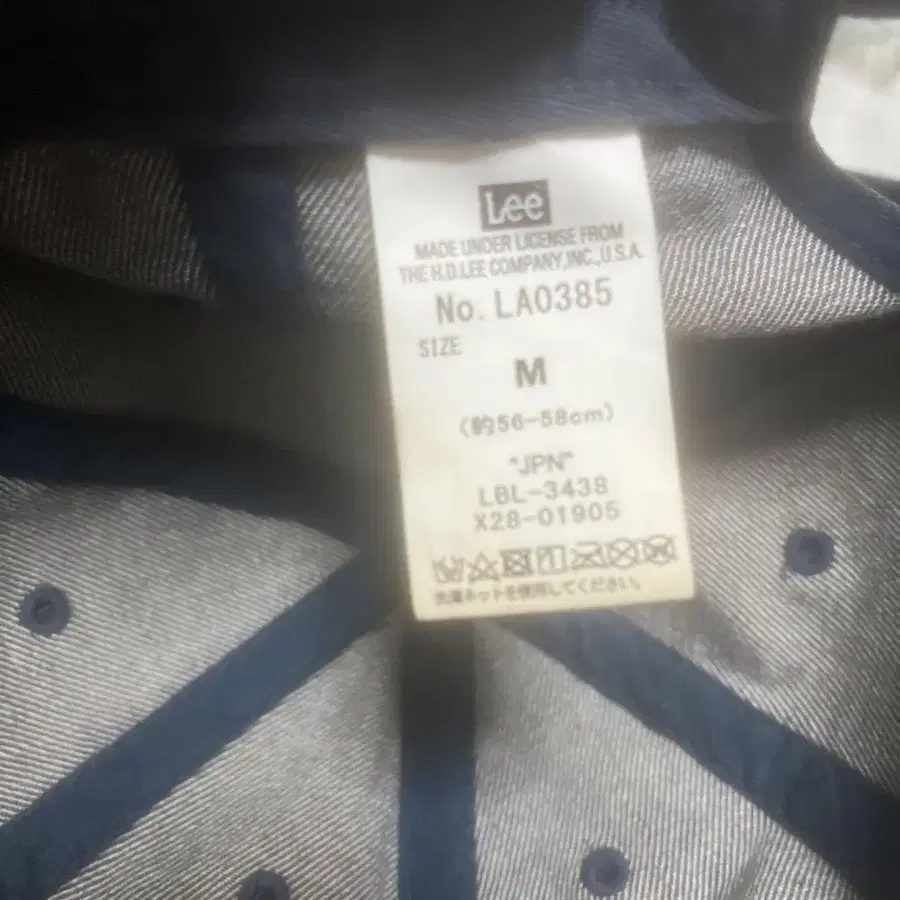 Lee
MADE UNDER LICENSE FROM
THE H.D.LEE COMPANY,INC.,U.S.A.
No. LA0385
SIZE
M
(約56-58cm)
"JPN"
LBL-3438
X28-01905
洗濯ネットを使用してください。